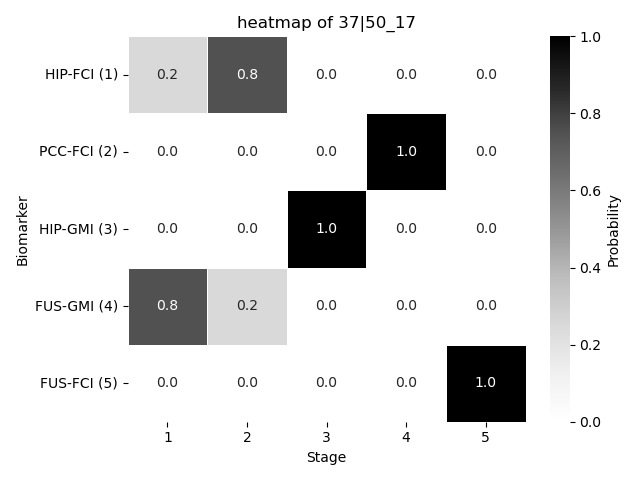 heatmap of 37|50_17
HIP-FCI (1) 0.2 0.8 0.0 0.0 0.0
PCC-FCI (2) 0.0 0.0 0.0 1.0 0.0
HIP-GMI (3) 0.0 0.0 1.0 0.0 0.0
FUS-GMI (4) 0.8 0.2 0.0 0.0 0.0
FUS-FCI (5) 0.0 0.0 0.0 0.0 1.0
1 2 3 4 5
Stage
Biomarker
1.0
0.8
0.6
0.4
0.2
0.0
Probability